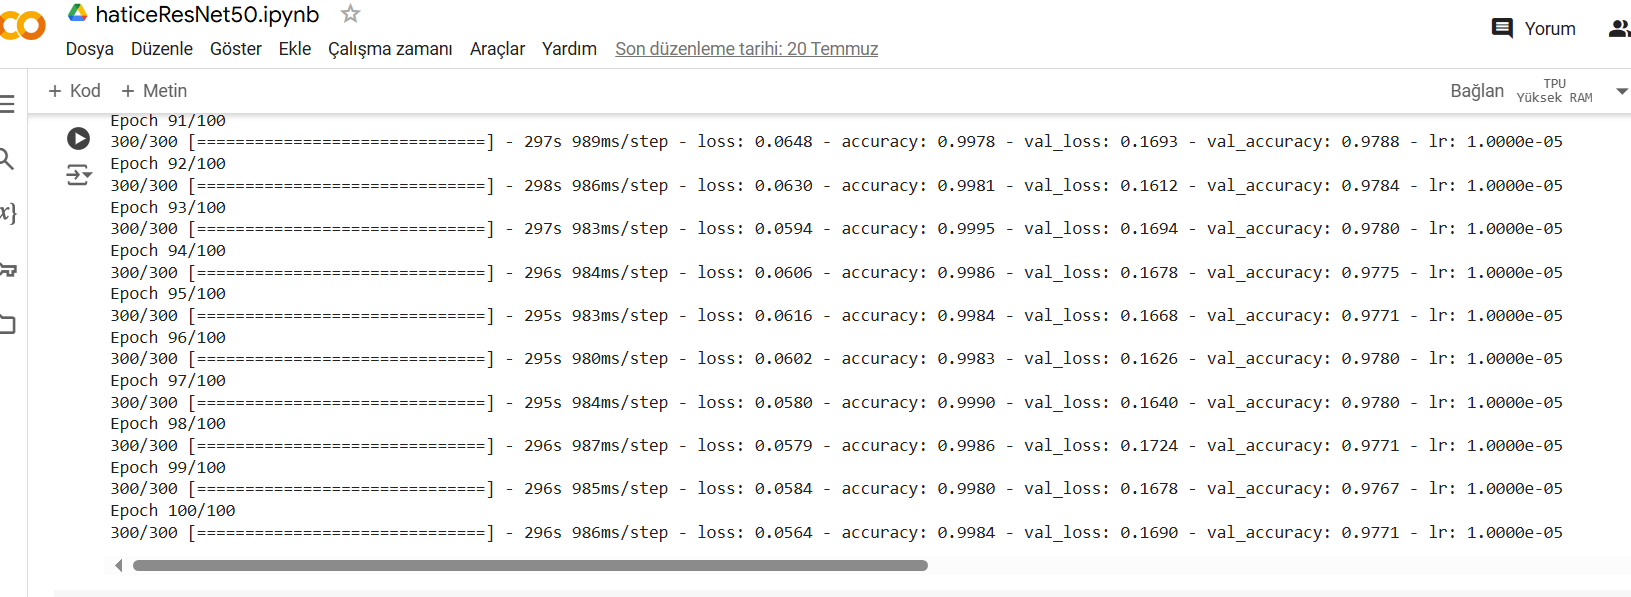 haticeResNet50.ipynb
Yorum
Dosya Düzenle Göster Ekle Çalışma zamanı Araçlar Yardım Son düzenleme tarihi: 20 Temmuz
+ Kod + Metin
Bağlan
TPU
Yüksek RAM
Epoch 91/100
300/300 [==============================] - 297s 989ms/step - loss: 0.0648 - accuracy: 0.9978 - val_loss: 0.1693 - val_accuracy: 0.9788 - lr: 1.0000e-05
Epoch 92/100
300/300 [==============================] - 298s 986ms/step - loss: 0.0630 - accuracy: 0.9981 - val_loss: 0.1612 - val_accuracy: 0.9784 - lr: 1.0000e-05
Epoch 93/100
300/300 [==============================] - 297s 983ms/step - loss: 0.0594 - accuracy: 0.9995 - val_loss: 0.1694 - val_accuracy: 0.9780 - lr: 1.0000e-05
Epoch 94/100
300/300 [==============================] - 296s 984ms/step - loss: 0.0606 - accuracy: 0.9986 - val_loss: 0.1678 - val_accuracy: 0.9775 - lr: 1.0000e-05
Epoch 95/100
300/300 [==============================] - 295s 983ms/step - loss: 0.0616 - accuracy: 0.9984 - val_loss: 0.1668 - val_accuracy: 0.9771 - lr: 1.0000e-05
Epoch 96/100
300/300 [==============================] - 295s 980ms/step - loss: 0.0602 - accuracy: 0.9983 - val_loss: 0.1626 - val_accuracy: 0.9780 - lr: 1.0000e-05
Epoch 97/100
300/300 [==============================] - 295s 984ms/step - loss: 0.0580 - accuracy: 0.9990 - val_loss: 0.1640 - val_accuracy: 0.9780 - lr: 1.0000e-05
Epoch 98/100
300/300 [==============================] - 296s 987ms/step - loss: 0.0579 - accuracy: 0.9986 - val_loss: 0.1724 - val_accuracy: 0.9771 - lr: 1.0000e-05
Epoch 99/100
300/300 [==============================] - 296s 985ms/step - loss: 0.0584 - accuracy: 0.9980 - val_loss: 0.1678 - val_accuracy: 0.9767 - lr: 1.0000e-05
Epoch 100/100
300/300 [==============================] - 296s 986ms/step - loss: 0.0564 - accuracy: 0.9984 - val_loss: 0.1690 - val_accuracy: 0.9771 - lr: 1.0000e-05